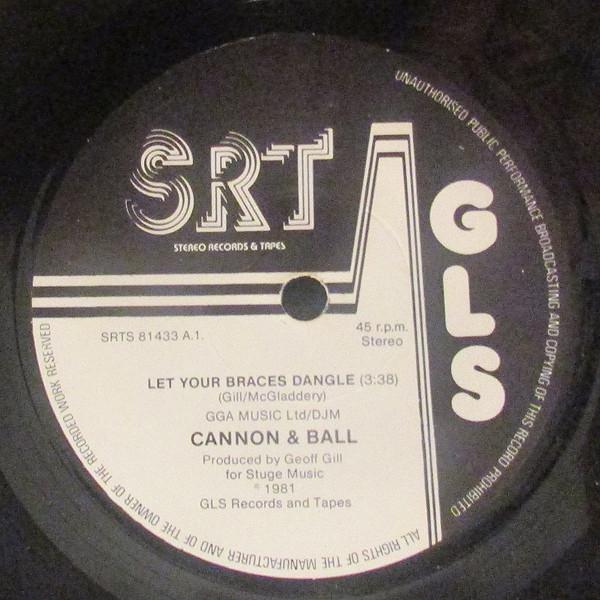 SRT
STEREO RECORDS & TAPES
GLS
SRTS 81433 A.1.
45 r.p.m.
Stereo
LET YOUR BRACES DANGLE (3:38)
(Gill/McGladdery)
GGA MUSIC Ltd/DJM
CANNON & BALL
Produced by Geoff Gill
for Stuge Music
℗ 1981
GLS Records and Tapes
ALL RIGHTS OF THE MANUFACTURER AND OF THE OWNER OF THE RECORDED WORK RESERVED
UNAUTHORISED PUBLIC PERFORMANCE BROADCASTING AND COPYING OF THIS RECORD PROHIBITED